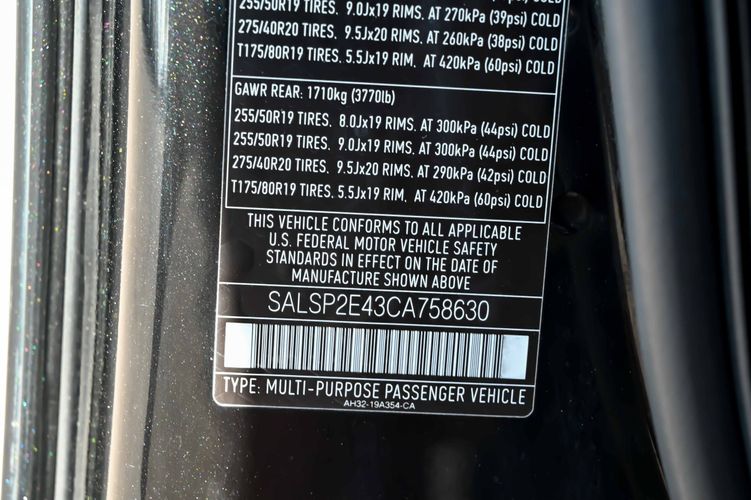 255/50R19 TIRES. 9.0Jx19 RIMS. AT 270kPa (39psi) COLD
275/40R20 TIRES. 9.5Jx20 RIMS. AT 260kPa (38psi) COLD
T175/80R19 TIRES. 5.5Jx19 RIM. AT 420kPa (60psi) COLD
GAWR REAR: 1710kg (3770lb)
255/50R19 TIRES. 8.0Jx19 RIMS. AT 300kPa (44psi) COLD
255/50R19 TIRES. 9.0Jx19 RIMS. AT 300kPa (44psi) COLD
275/40R20 TIRES. 9.5Jx20 RIMS. AT 290kPa (42psi) COLD
T175/80R19 TIRES. 5.5Jx19 RIM. AT 420kPa (60psi) COLD
THIS VEHICLE CONFORMS TO ALL APPLICABLE
U.S. FEDERAL MOTOR VEHICLE SAFETY
STANDARDS IN EFFECT ON THE DATE OF
MANUFACTURE SHOWN ABOVE
SALSP2E43CA758630
TYPE: MULTI-PURPOSE PASSENGER VEHICLE
AH32-19A354-CA